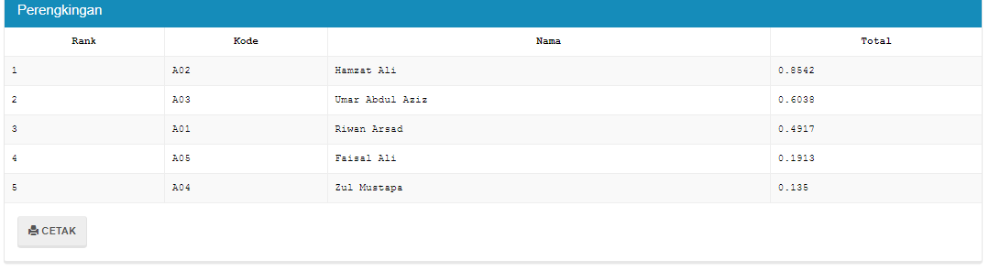 Perengkingan
Rank Kode Nama Total
1 A02 Hamzat Ali 0.8542
2 A03 Umar Abdul Aziz 0.6038
3 A01 Riwan Arsad 0.4917
4 A05 Faisal Ali 0.1913
5 A04 Zul Mustapa 0.135
CETAK